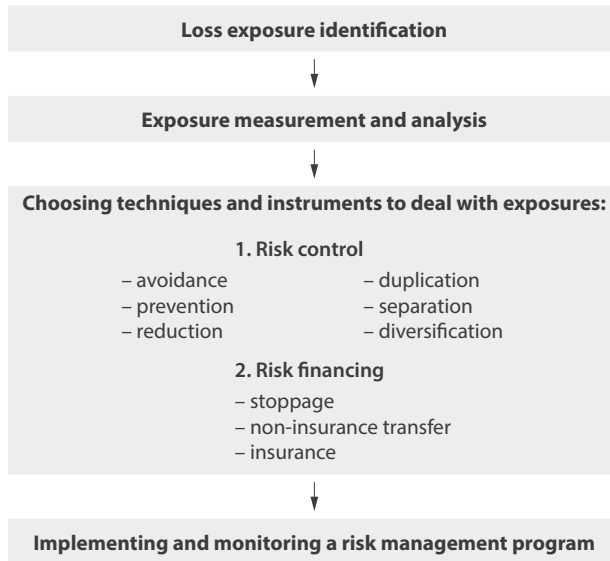 Loss exposure identification
Exposure measurement and analysis
Choosing techniques and instruments to deal with exposures:
1. Risk control
– avoidance
– prevention
– reduction
– duplication
– separation
– diversification
2. Risk financing
– stoppage
– non-insurance transfer
– insurance
Implementing and monitoring a risk management program